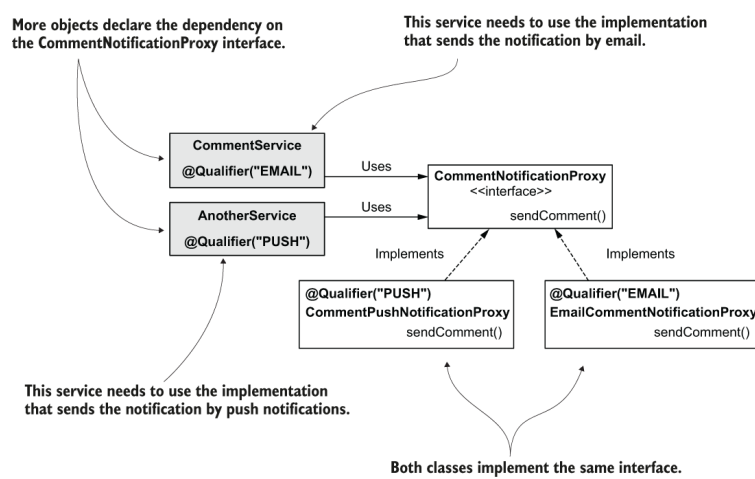 More objects declare the dependency on
the CommentNotificationProxy interface.
This service needs to use the implementation
that sends the notification by email.
CommentService
@Qualifier("EMAIL")
Uses
CommentNotificationProxy
<<interface>>
sendComment()
AnotherService
@Qualifier("PUSH")
Uses
Implements
Implements
@Qualifier("PUSH")
CommentPushNotificationProxy
sendComment()
@Qualifier("EMAIL")
EmailCommentNotificationProxy
sendComment()
This service needs to use the implementation
that sends the notification by push notifications.
Both classes implement the same interface.